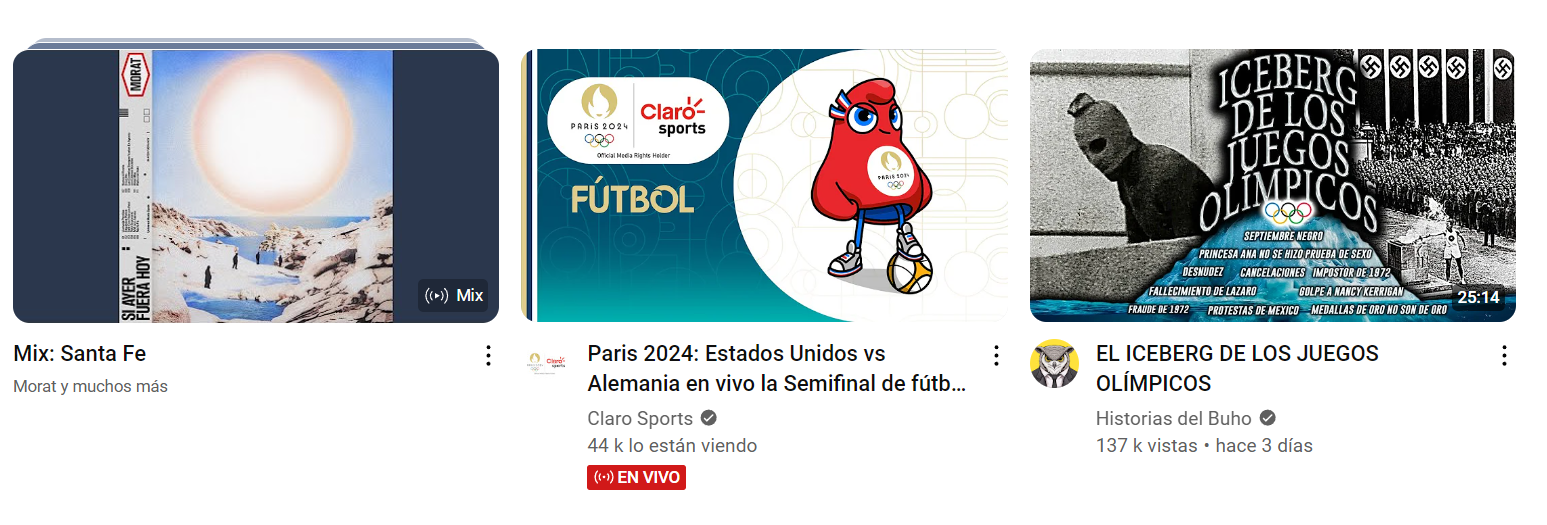 MORAT
SI AYER
FUERA HOY
Mix
Mix: Santa Fe
Morat y muchos más
PARIS 2024
Claro
sports
Official Media Rights Holder
FÚTBOL
PARIS 2024
Paris 2024: Estados Unidos vs
Alemania en vivo la Semifinal de fútb…
Claro Sports
44 k lo están viendo
EN VIVO
ICEBERG
DE LOS
JUEGOS
OLÍMPICOS
SEPTIEMBRE NEGRO
PRINCESA ANA NO SE HIZO PRUEBA DE SEXO
DESNUDEZ CANCELACIONES IMPOSTOR DE 1972
FALLECIMIENTO DE LAZARO GOLPE A NANCY KERRIGAN
FRAUDE DE 1972 PROTESTAS DE MEXICO MEDALLAS DE ORO NO SON DE ORO
25:14
EL ICEBERG DE LOS JUEGOS
OLÍMPICOS
Historias del Buho
137 k vistas • hace 3 días